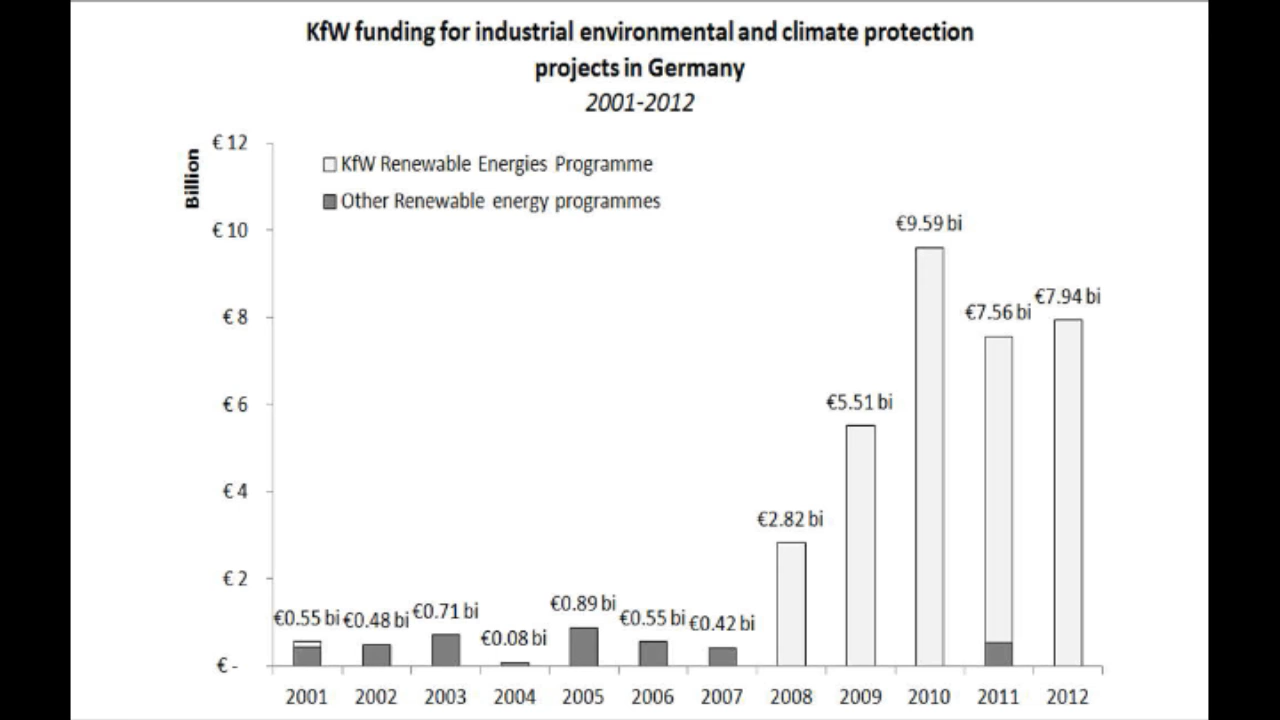 KfW funding for industrial environmental and climate protection
projects in Germany
2001-2012
Billion
€ 12
€ 10
€ 8
€ 6
€ 4
€ 2
€ -
KfW Renewable Energies Programme
Other Renewable energy programmes
€0.55 bi
€0.48 bi
€0.71 bi
€0.08 bi
€0.89 bi
€0.55 bi
€0.42 bi
€2.82 bi
€5.51 bi
€9.59 bi
€7.56 bi
€7.94 bi
2001 2002 2003 2004 2005 2006 2007 2008 2009 2010 2011 2012